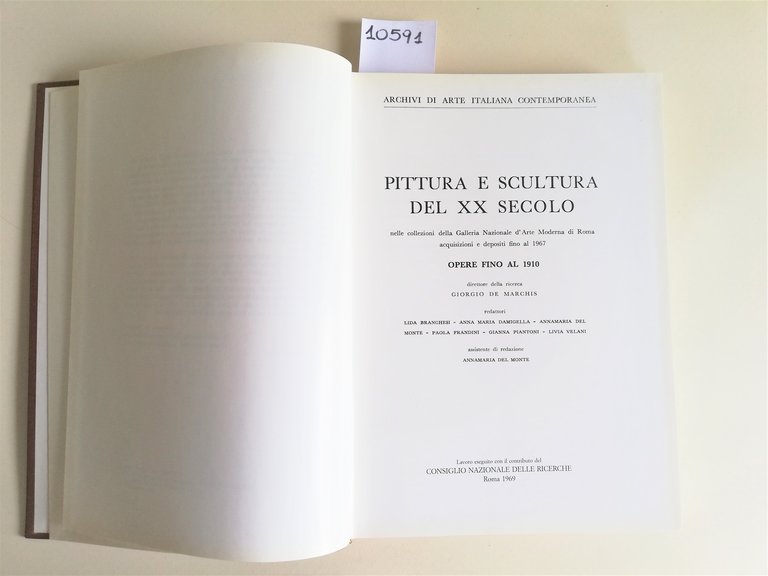 10591
ARCHIVI DI ARTE ITALIANA CONTEMPORANEA
PITTURA E SCULTURA
DEL XX SECOLO
nelle collezioni della Galleria Nazionale d'Arte Moderna di Roma
acquisizioni e depositi fino al 1967
OPERE FINO AL 1910
direttore della ricerca
GIORGIO DE MARCHIS
redattori
LIDA BRANCHESI - ANNA MARIA DAMIGELLA - ANNAMARIA DEL
MONTE - PAOLA FRANDINI - GIANNA PIANTONI - LIVIA VELANI
assistente di redazione
ANNAMARIA DEL MONTE
Lavoro eseguito con il contributo del
CONSIGLIO NAZIONALE DELLE RICERCHE
Roma 1969